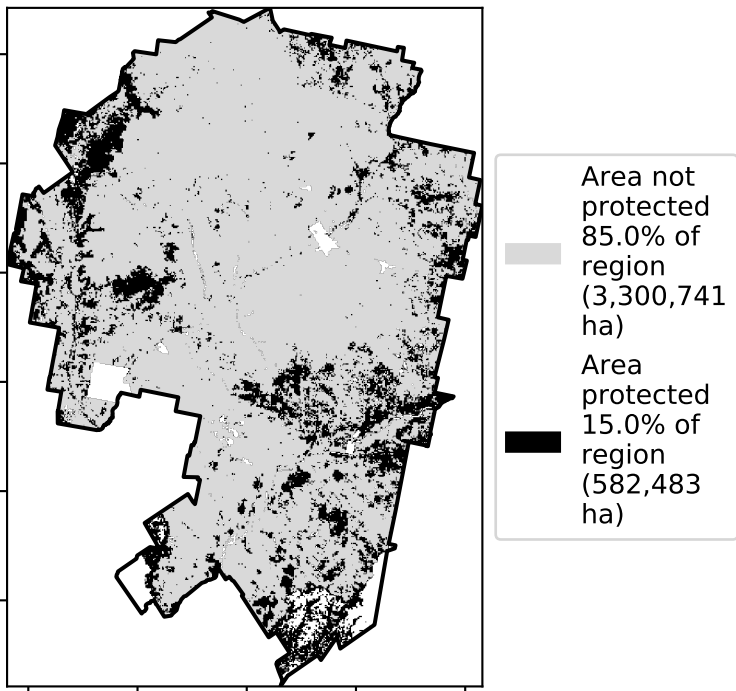 Area not
protected
85.0% of
region
(3,300,741
ha)
Area
protected
15.0% of
region
(582,483
ha)